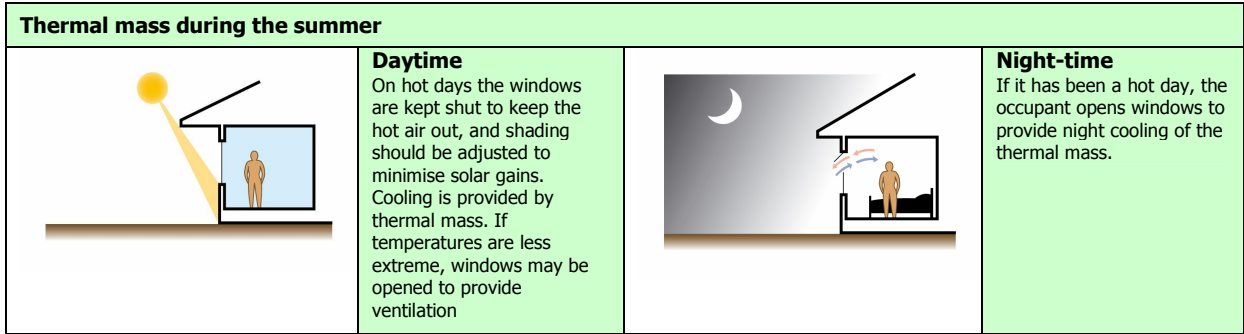 Thermal mass during the summer
Daytime
On hot days the windows
are kept shut to keep the
hot air out, and shading
should be adjusted to
minimise solar gains.
Cooling is provided by
thermal mass. If
temperatures are less
extreme, windows may be
opened to provide
ventilation
Night-time
If it has been a hot day, the
occupant opens windows to
provide night cooling of the
thermal mass.